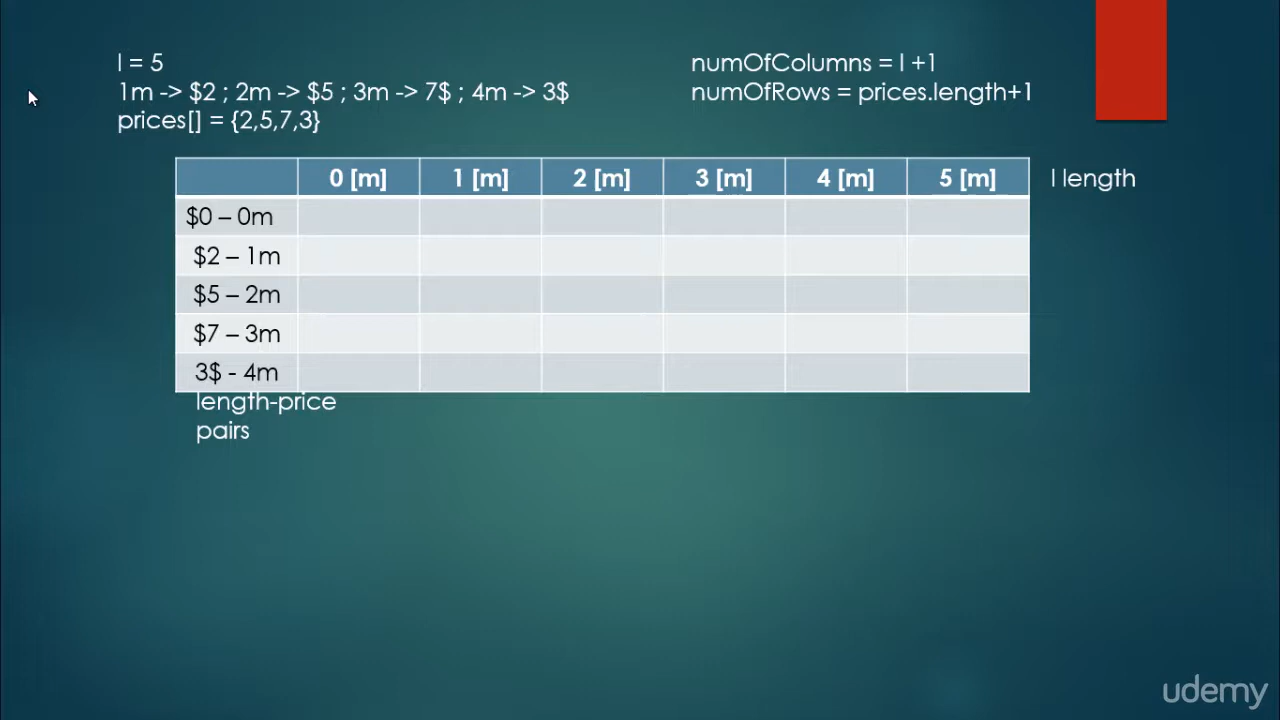 l = 5
1m -> $2 ; 2m -> $5 ; 3m -> 7$ ; 4m -> 3$
prices[] = {2,5,7,3}
numOfColumns = l +1
numOfRows = prices.length+1
0 [m] 1 [m] 2 [m] 3 [m] 4 [m] 5 [m] l length
$0 – 0m
$2 – 1m
$5 – 2m
$7 – 3m
3$ - 4m
length-price
pairs
udemy